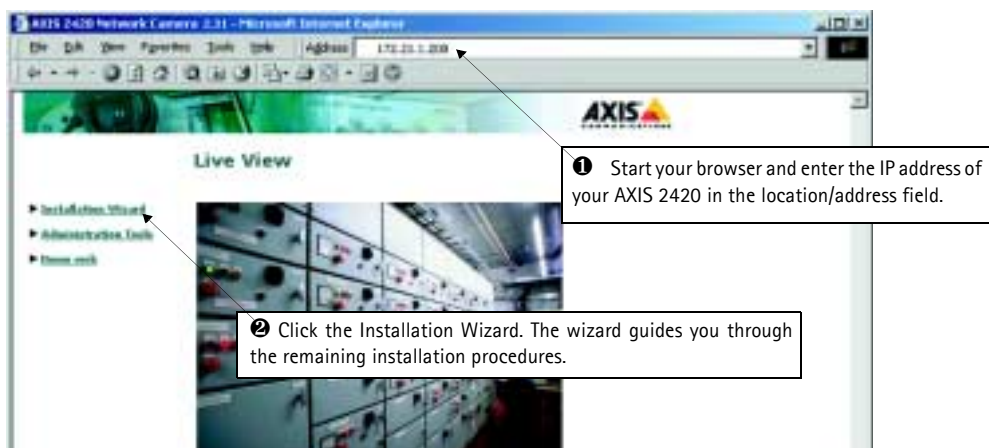 AXIS 2420 Network Camera 2.31 - Microsoft Internet Explorer
File Edit View Favorites Tools Help Address
AXIS
COMMUNICATIONS
Live View
❶ Start your browser and enter the IP address of
your AXIS 2420 in the location/address field.
Installation Wizard
Administration Tools
❷ Click the Installation Wizard. The wizard guides you through
the remaining installation procedures.